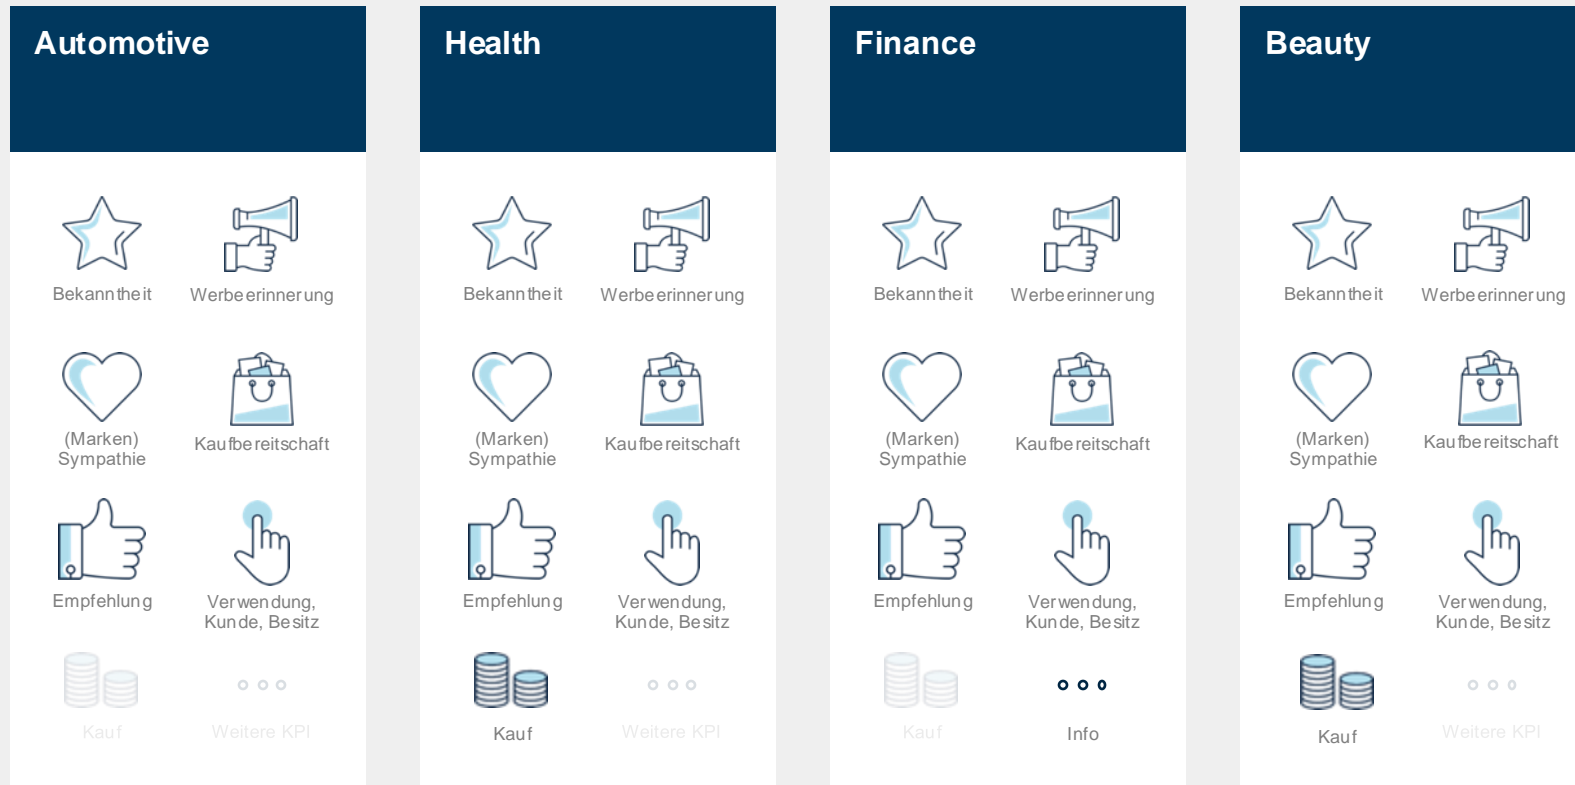 Automotive
Bekanntheit
Werbeerinnerung
(Marken)
Sympathie
Kaufbereitschaft
Empfehlung
Verwendung,
Kunde, Besitz
Kauf
Weitere KPI
Health
Bekanntheit
Werbeerinnerung
(Marken)
Sympathie
Kaufbereitschaft
Empfehlung
Verwendung,
Kunde, Besitz
Kauf
Weitere KPI
Finance
Bekanntheit
Werbeerinnerung
(Marken)
Sympathie
Kaufbereitschaft
Empfehlung
Verwendung,
Kunde, Besitz
Kauf
Info
Beauty
Bekanntheit
Werbeerinnerung
(Marken)
Sympathie
Kaufbereitschaft
Empfehlung
Verwendung,
Kunde, Besitz
Kauf
Weitere KPI